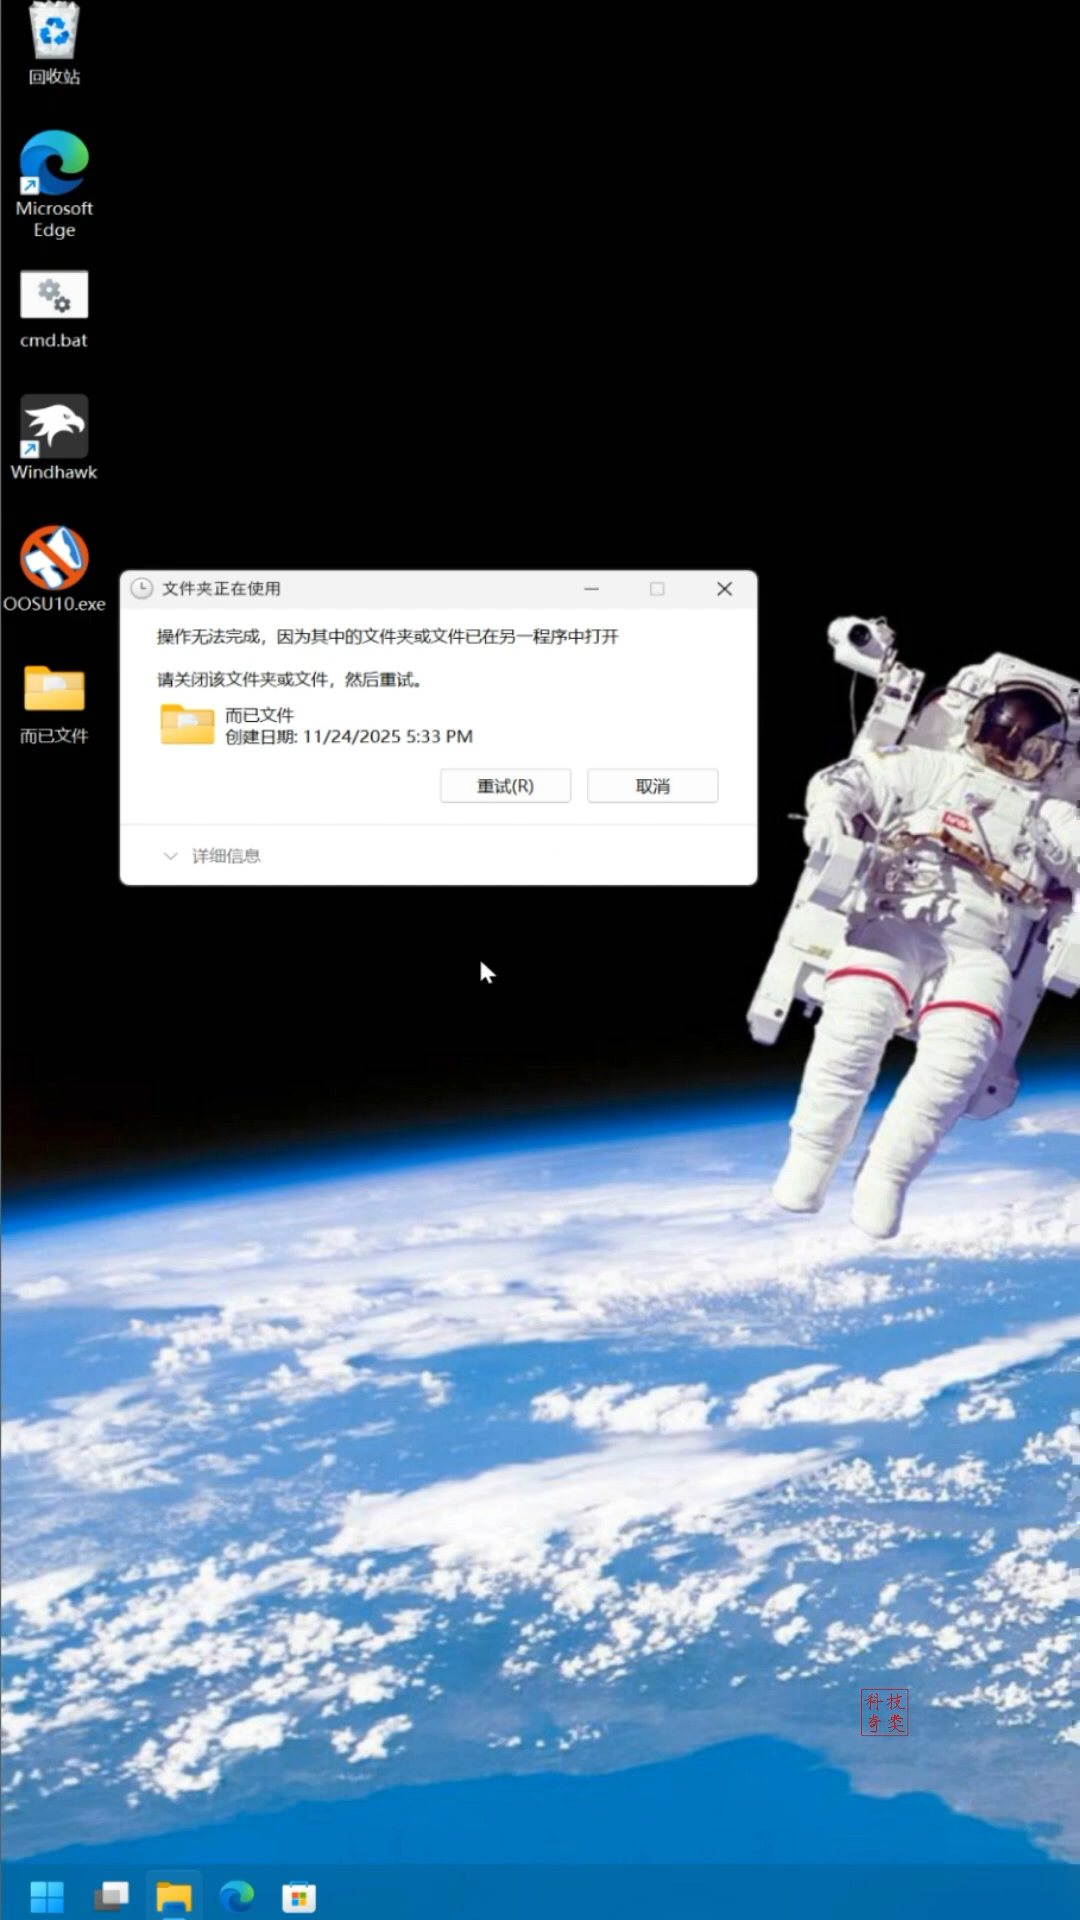 回收站
Microsoft
Edge
cmd.bat
Windhawk
OOSU10.exe
而已文件
文件夹正在使用
操作无法完成，因为其中的文件夹或文件已在另一程序中打开
请关闭该文件夹或文件，然后重试。
而已文件
创建日期: 11/24/2025 5:33 PM
重试(R)
取消
详细信息
科技
奇类